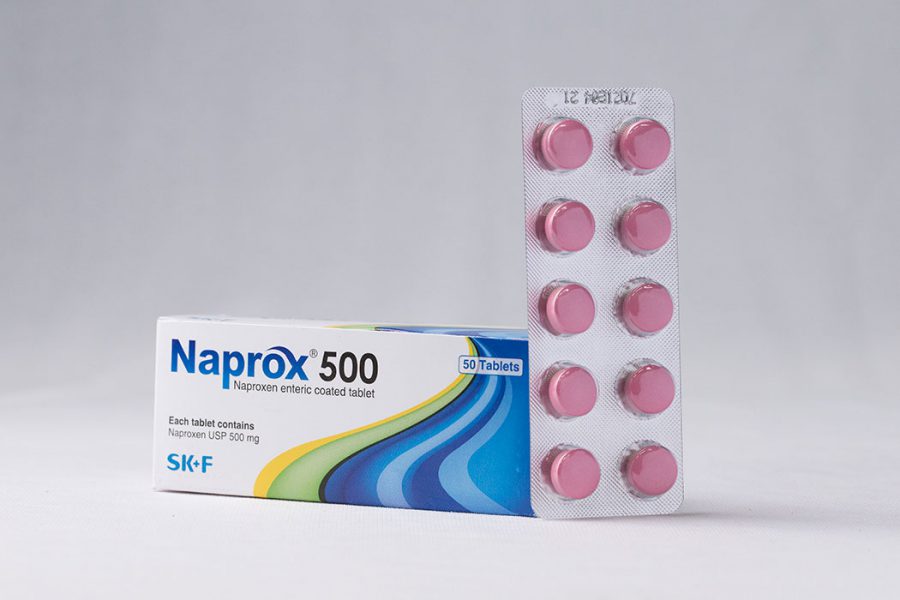 Naprox® 500
Naproxen enteric coated tablet
50 Tablets
Each tablet contains
Naproxen USP 500 mg
SK+F